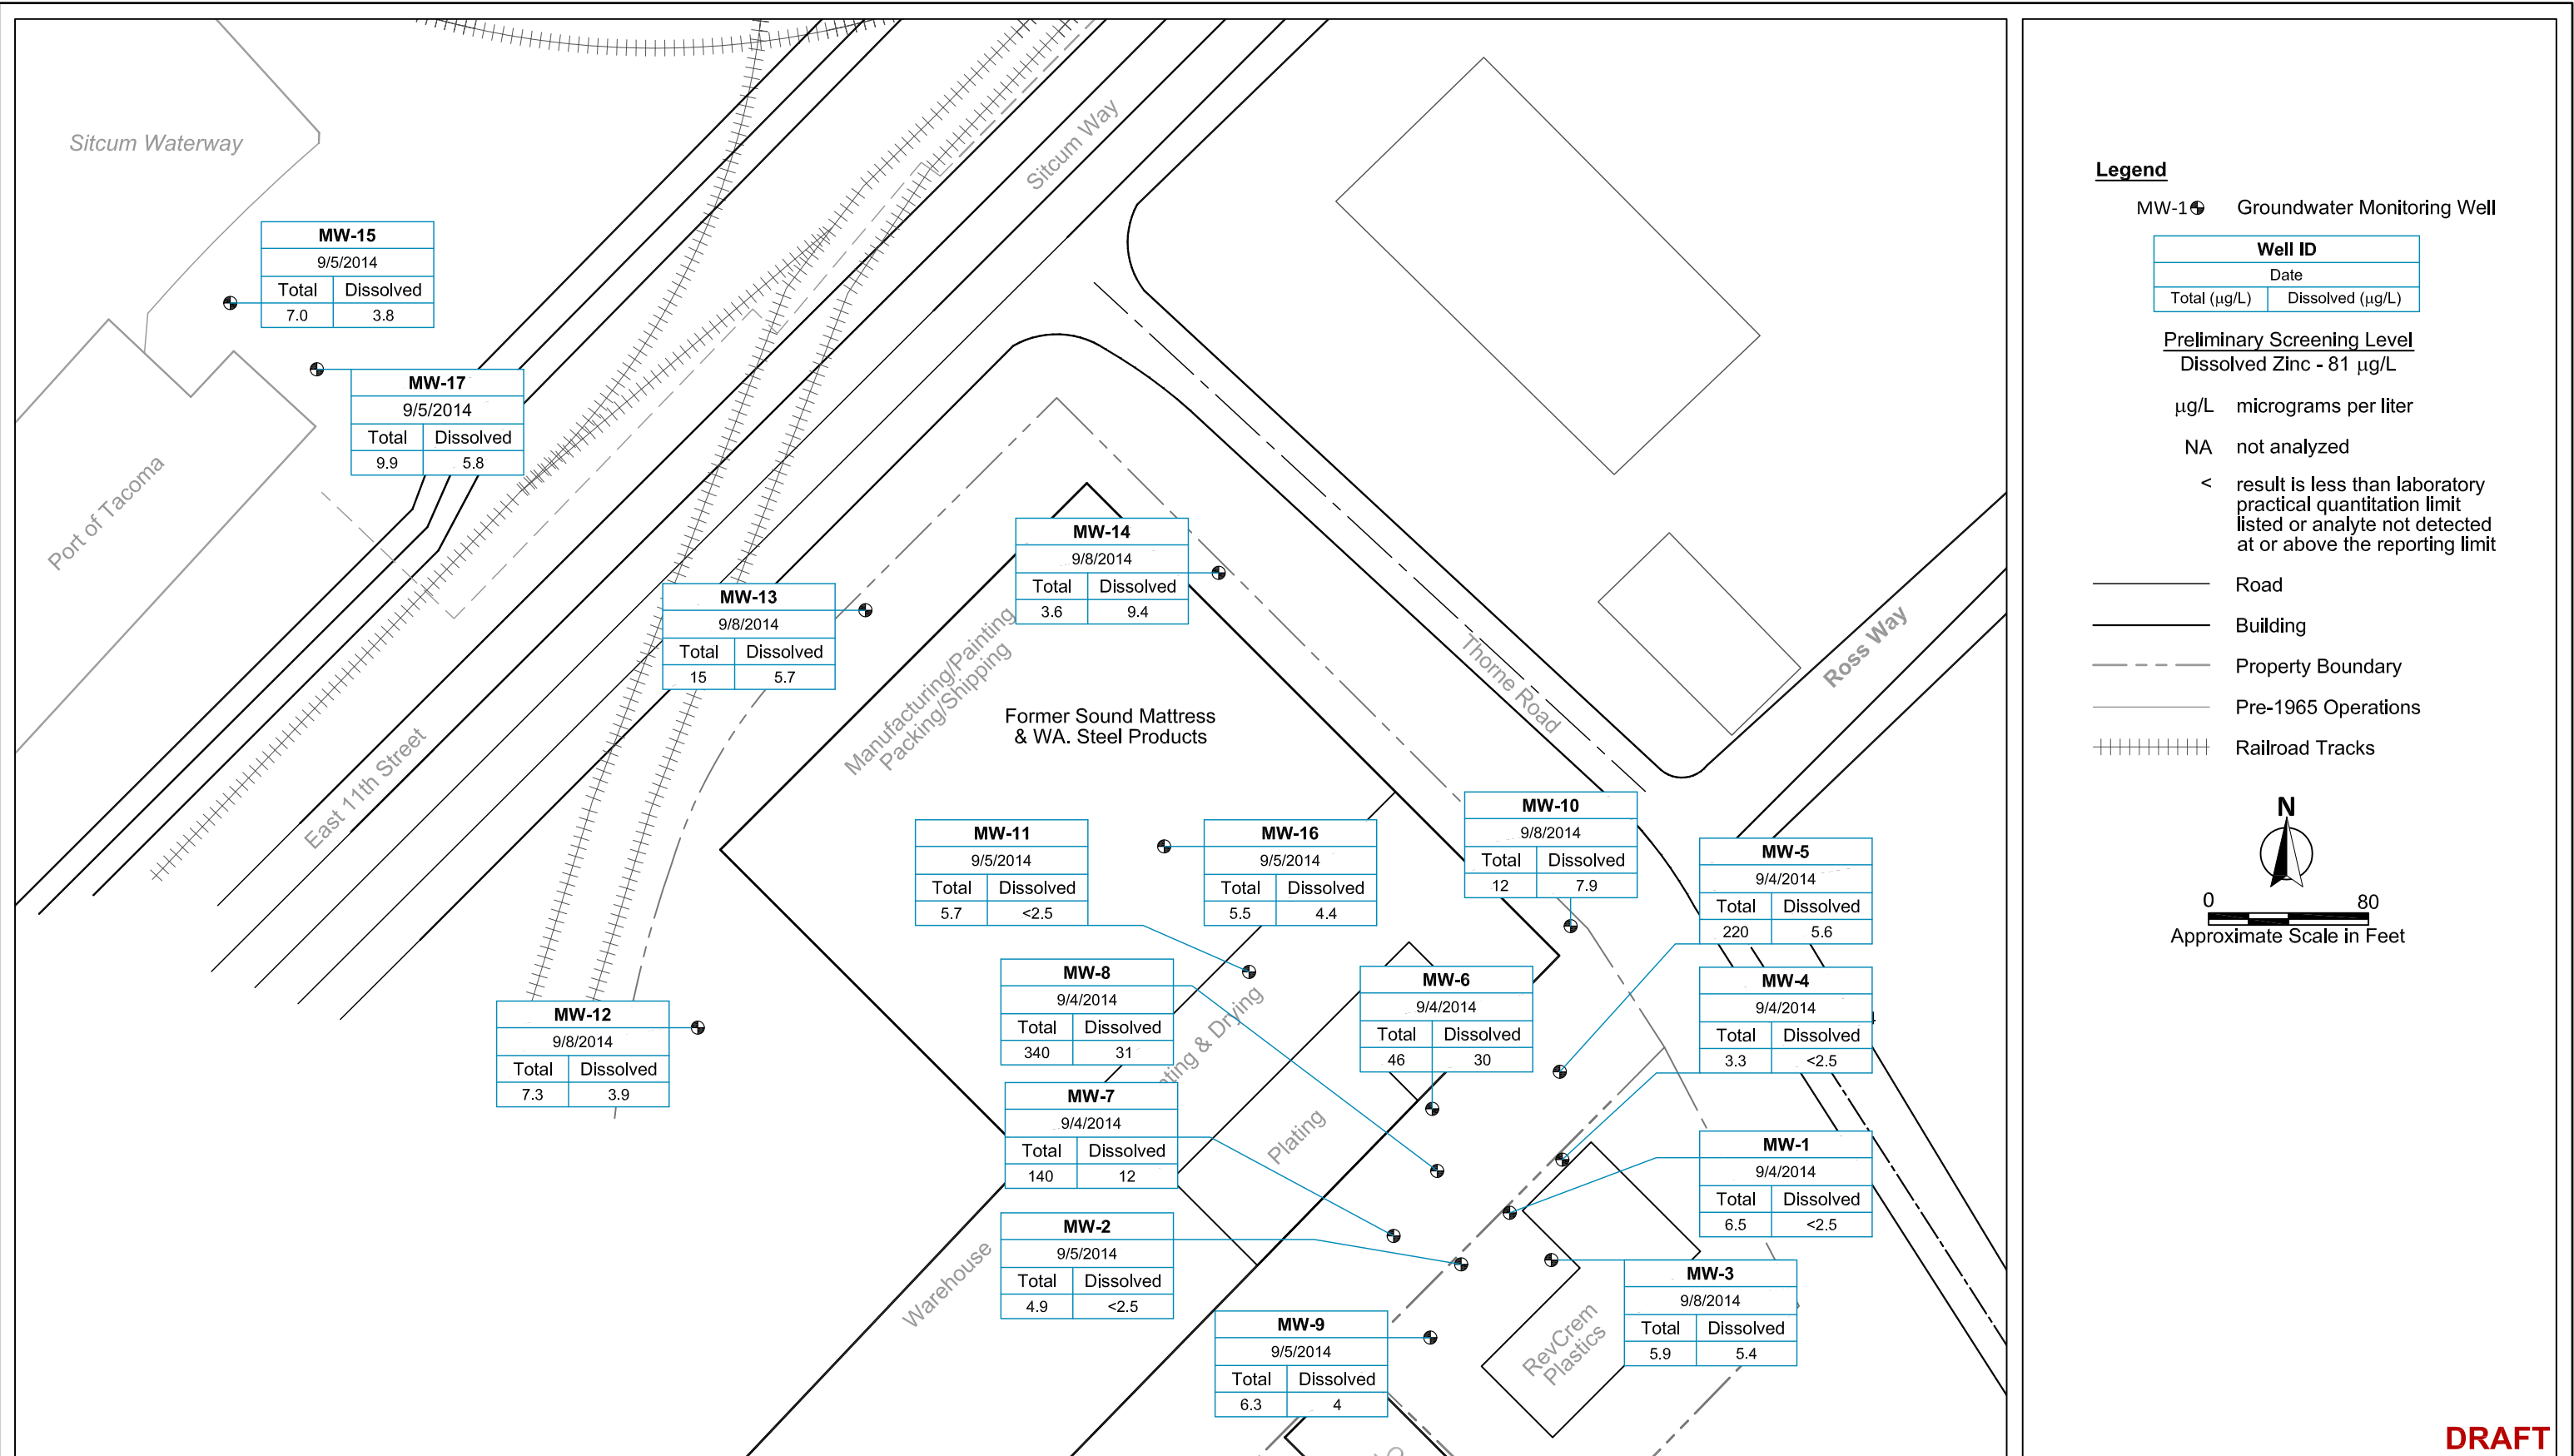 Sitcum Waterway
Sitcum Way
MW-15
9/5/2014
Total Dissolved
7.0 3.8
MW-17
9/5/2014
Total Dissolved
9.9 5.8
Port of Tacoma
East 11th Street
MW-14
9/8/2014
Total Dissolved
3.6 9.4
MW-13
9/8/2014
Total Dissolved
15 5.7
Manufacturing/Painting
Packing/Shipping
Former Sound Mattress
& WA. Steel Products
Thorne Road
Ross Way
MW-11
9/5/2014
Total Dissolved
5.7 <2.5
MW-16
9/5/2014
Total Dissolved
5.5 4.4
MW-10
9/8/2014
Total Dissolved
12 7.9
MW-5
9/4/2014
Total Dissolved
220 5.6
MW-8
9/4/2014
Total Dissolved
340 31
MW-6
9/4/2014
Total Dissolved
46 30
MW-4
9/4/2014
Total Dissolved
3.3 <2.5
MW-12
9/8/2014
Total Dissolved
7.3 3.9
& Drying
Plating
MW-7
9/4/2014
Total Dissolved
140 12
MW-1
9/4/2014
Total Dissolved
6.5 <2.5
MW-2
9/5/2014
Total Dissolved
4.9 <2.5
Warehouse
MW-3
9/8/2014
Total Dissolved
5.9 5.4
RevCrem
Plastics
MW-9
9/5/2014
Total Dissolved
6.3 4
Legend
MW-1 Groundwater Monitoring Well
Well ID
Date
Total (µg/L) Dissolved (µg/L)
Preliminary Screening Level
Dissolved Zinc - 81 µg/L
µg/L micrograms per liter
NA not analyzed
< result is less than laboratory
practical quantitation limit
listed or analyte not detected
at or above the reporting limit
Road
Building
Property Boundary
Pre-1965 Operations
Railroad Tracks
N
0 80
Approximate Scale in Feet
DRAFT